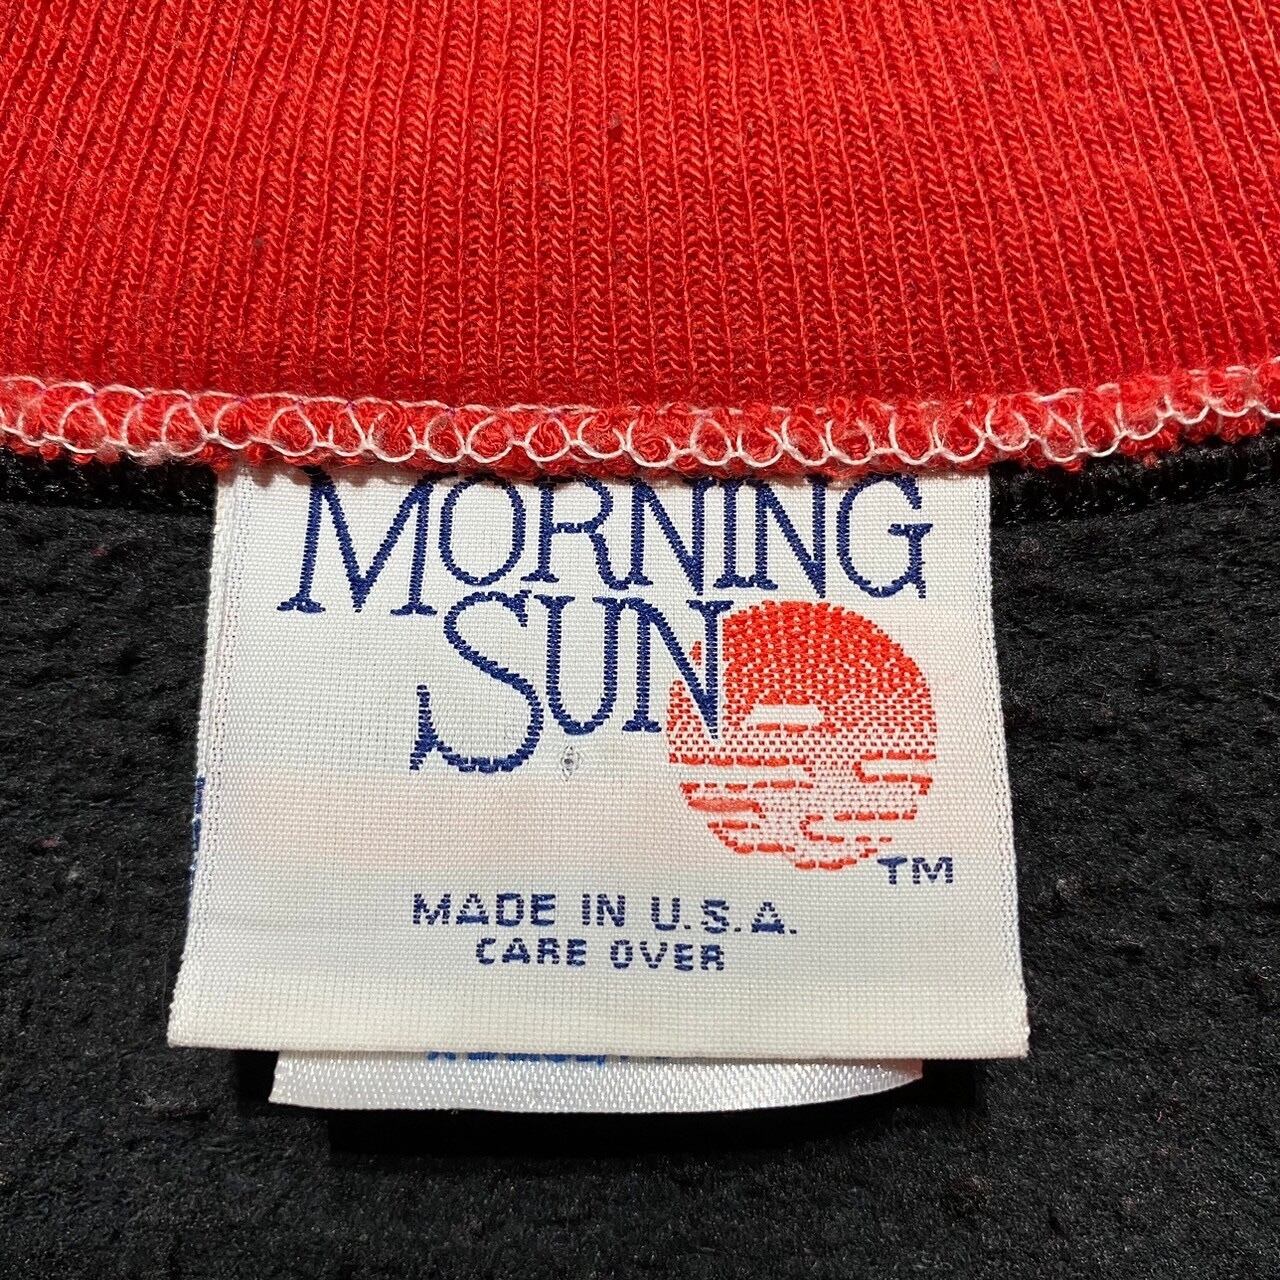 MORNING
SUN
TM
MADE IN U.S.A.
CARE OVER